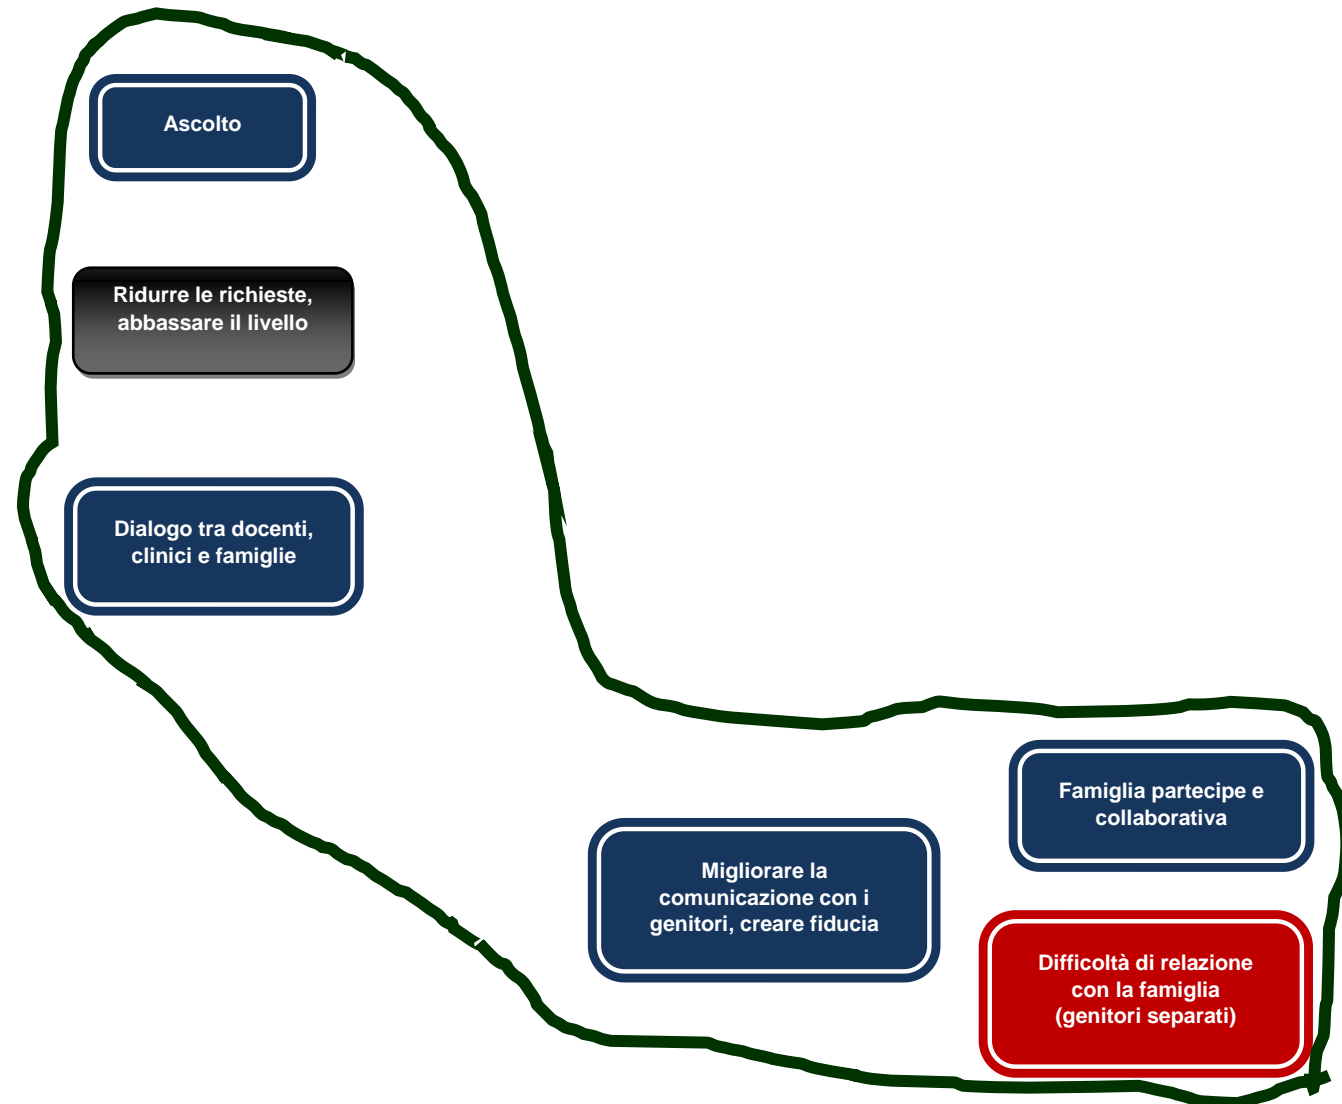 Ascolto
Ridurre le richieste,
abbassare il livello
Dialogo tra docenti,
clinici e famiglie
Famiglia partecipe e
collaborativa
Migliorare la
comunicazione con i
genitori, creare fiducia
Difficoltà di relazione
con la famiglia
(genitori separati)